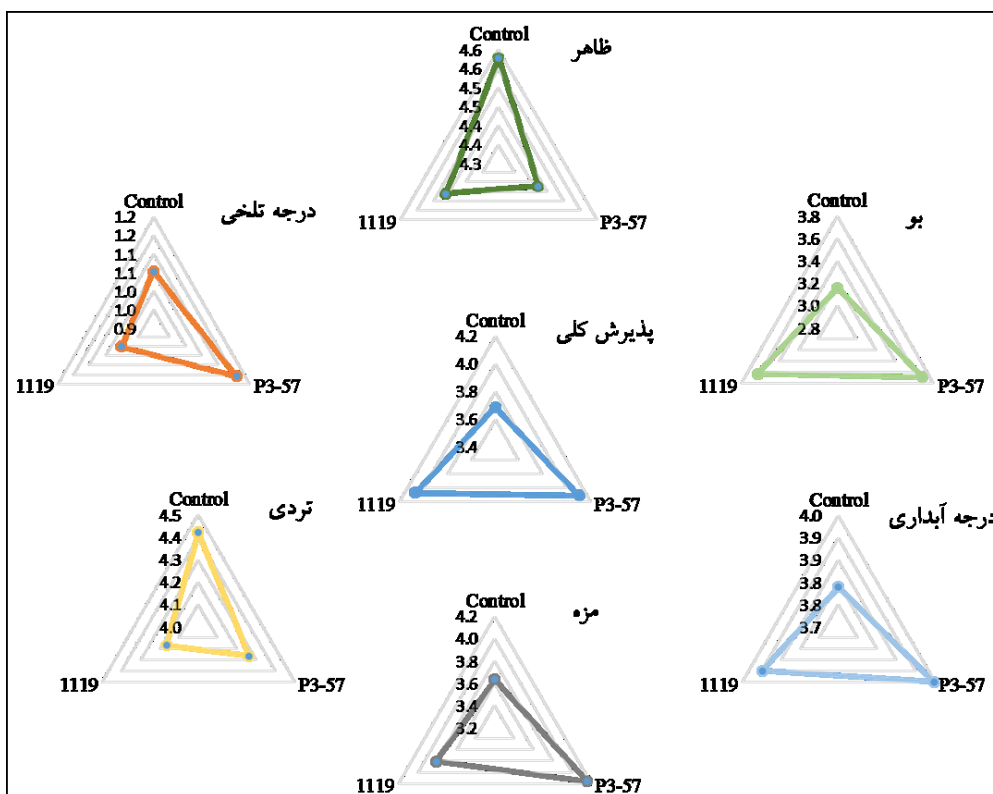 ظاهر
Control
4.6
4.6
4.5
4.5
4.4
4.4
4.3
1119
P3-57
درجه تلخی
Control
1.2
1.2
1.1
1.1
1.0
1.0
0.9
1119
P3-57
بو
Control
3.8
3.6
3.4
3.2
3.0
2.8
1119
P3-57
پذیرش کلی
Control
4.2
4.0
3.8
3.6
3.4
1119
P3-57
تردی
Control
4.5
4.4
4.3
4.2
4.1
4.0
1119
P3-57
مزه
Control
4.2
4.0
3.8
3.6
3.4
3.2
1119
P3-57
درجه آبداری
Control
4.0
3.9
3.9
3.8
3.8
3.7
1119
P3-57